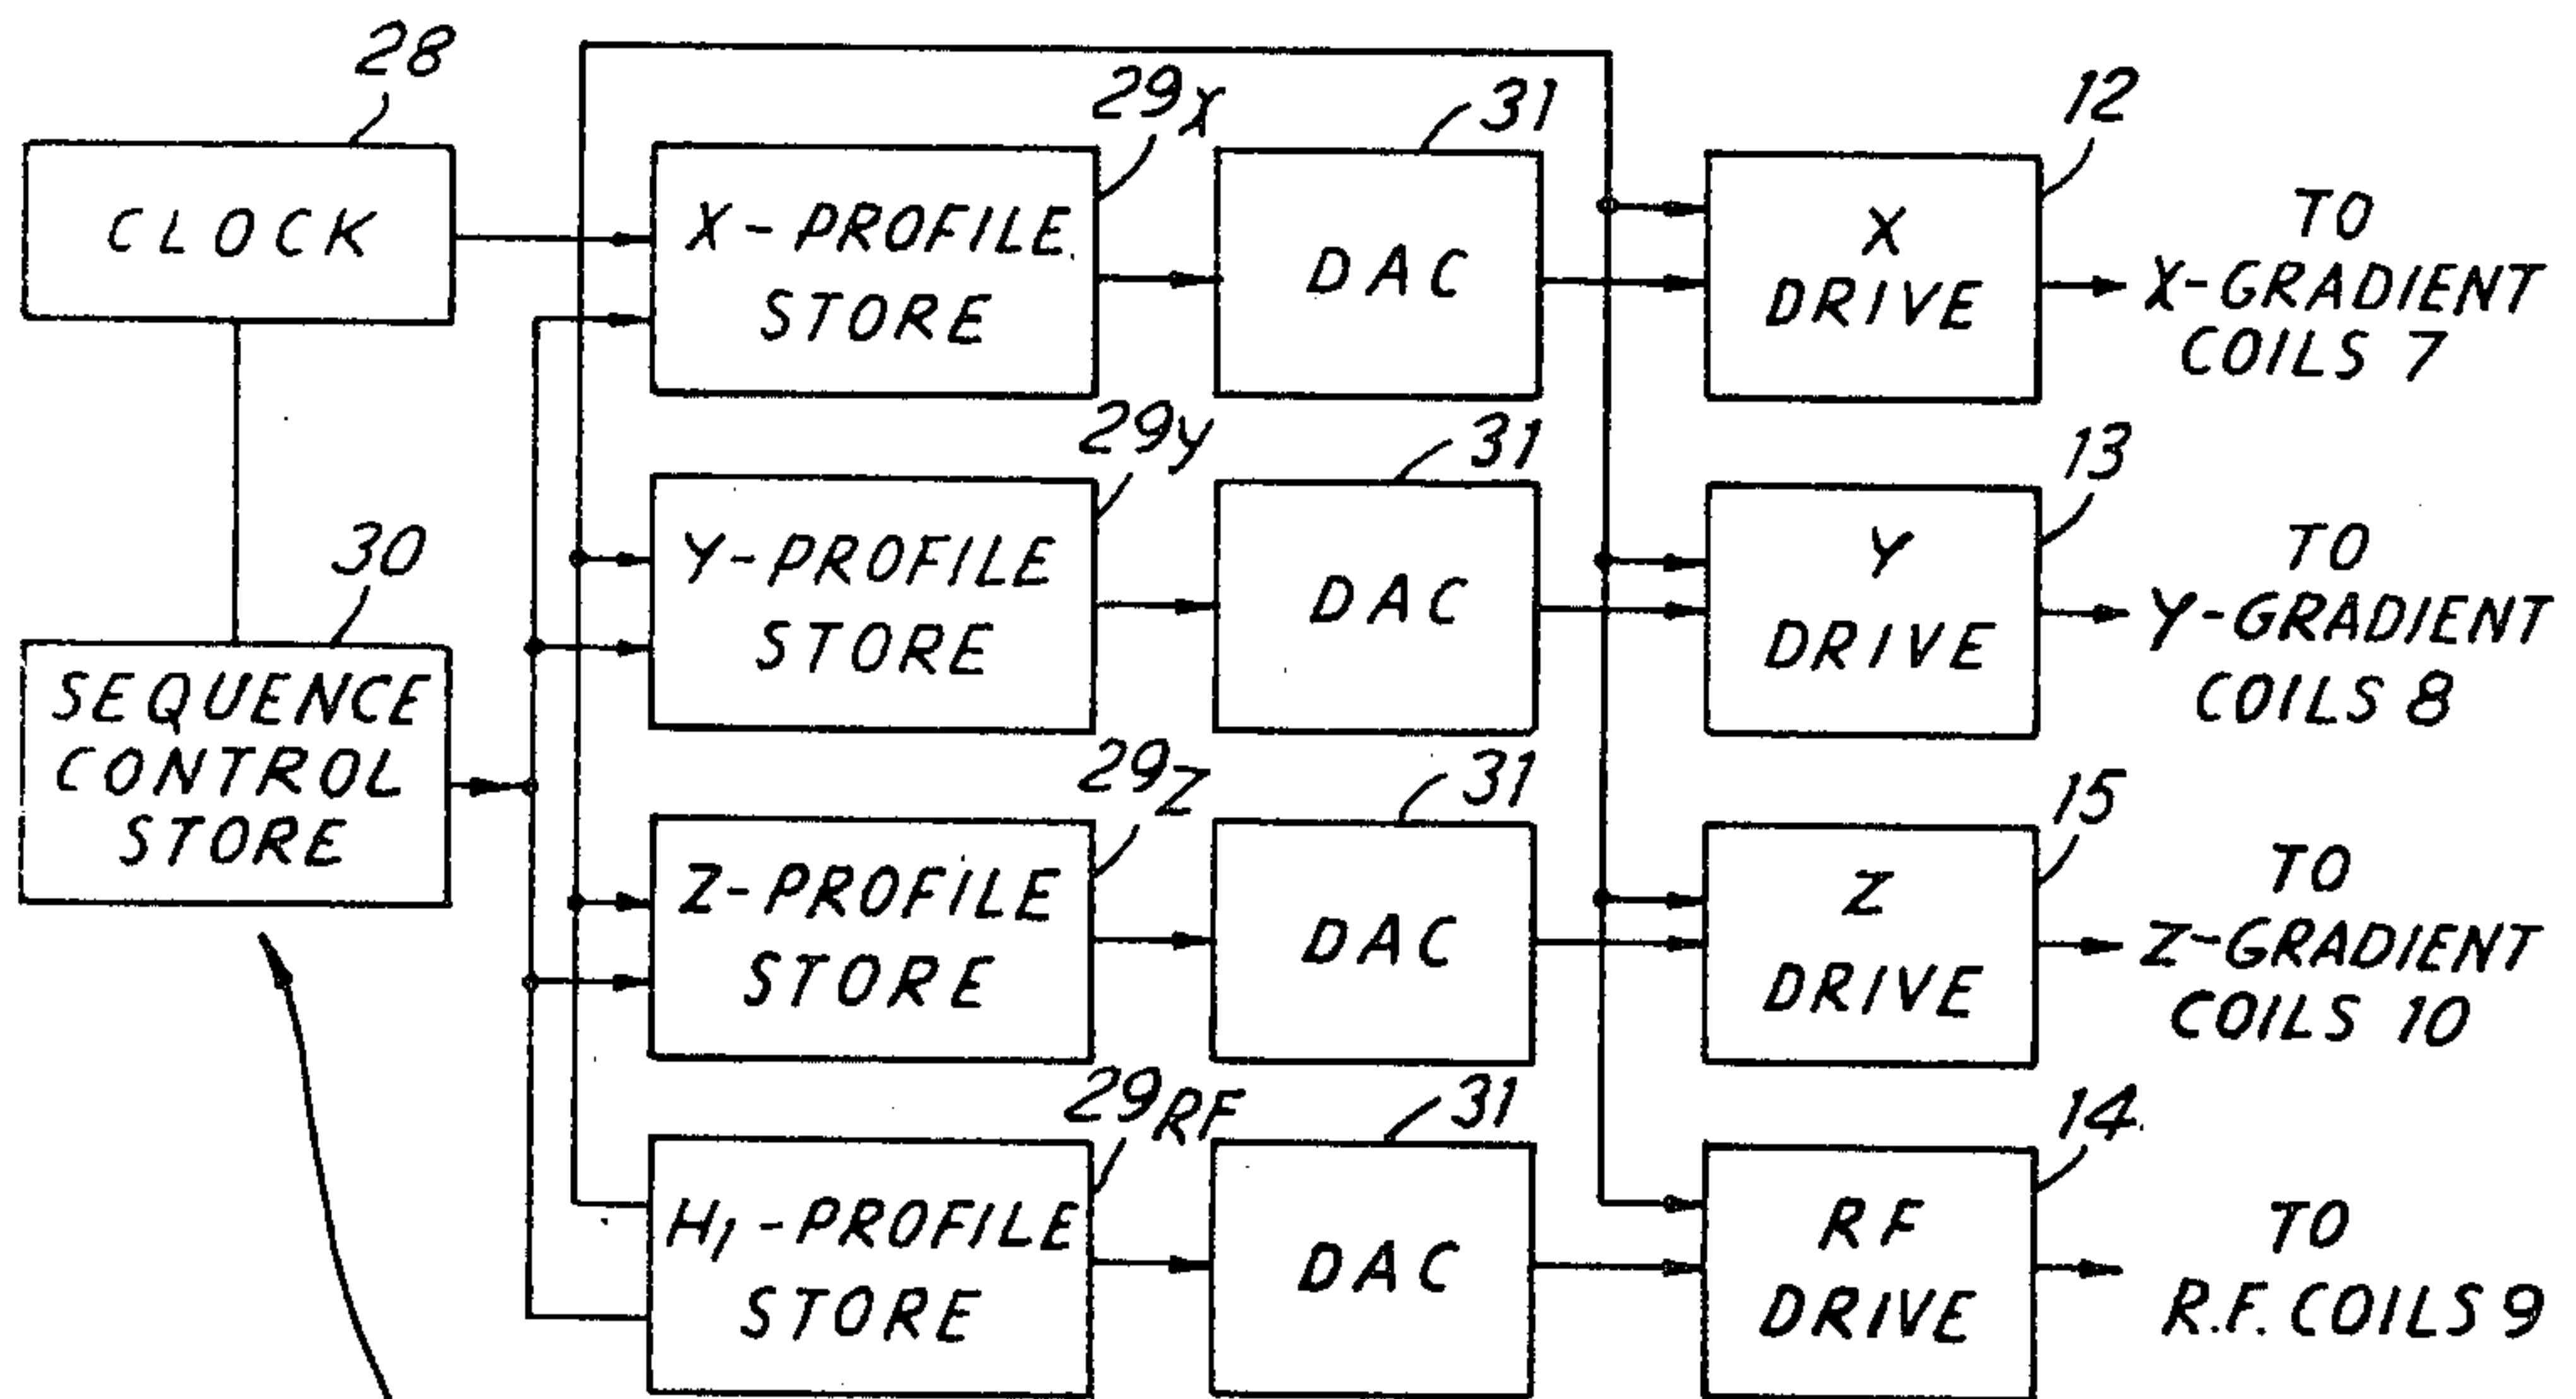 28
CLOCK
30
SEQUENCE
CONTROL
STORE
29X
X-PROFILE
STORE
31
DAC
12
X
DRIVE
TO
X-GRADIENT
COILS 7
29Y
Y-PROFILE
STORE
31
DAC
13
Y
DRIVE
TO
Y-GRADIENT
COILS 8
29Z
Z-PROFILE
STORE
31
DAC
15
Z
DRIVE
TO
Z-GRADIENT
COILS 10
29RF
H1-PROFILE
STORE
31
DAC
14
RF
DRIVE
TO
R.F. COILS 9